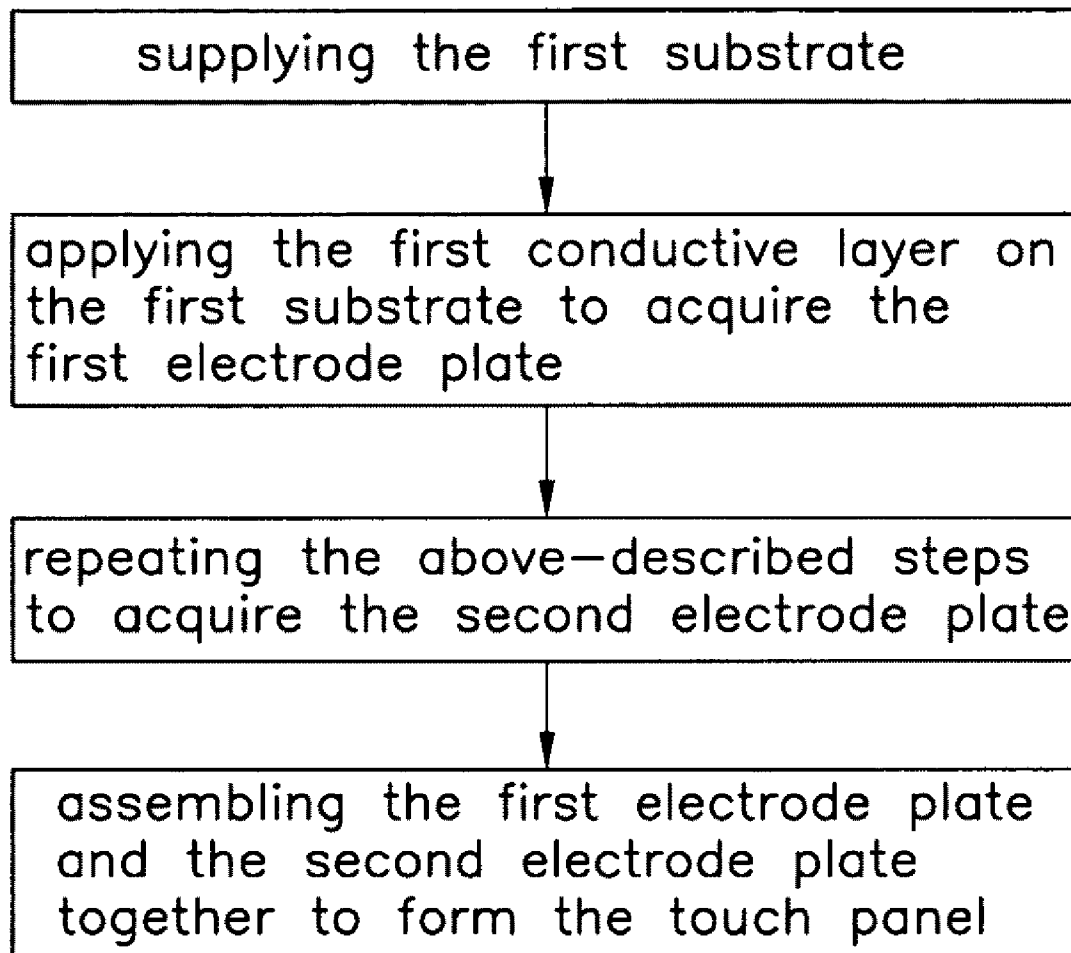 supplying the first substrate
applying the first conductive layer on
the first substrate to acquire the
first electrode plate
repeating the above-described steps
to acquire the second electrode plate
assembling the first electrode plate
and the second electrode plate
together to form the touch panel